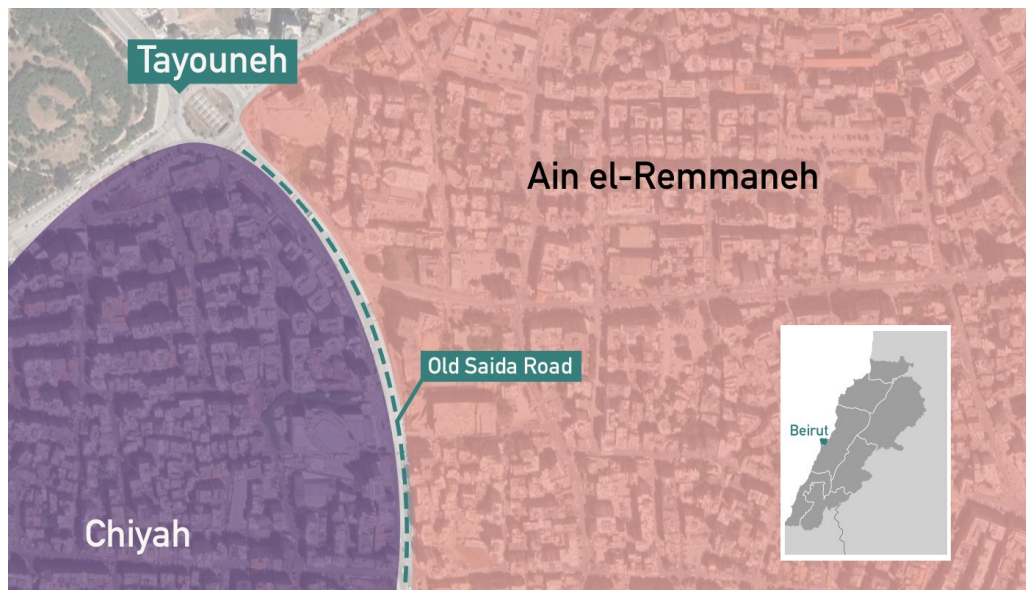 Tayouneh
Ain el-Remmaneh
Old Saida Road
Beirut
Chiyah